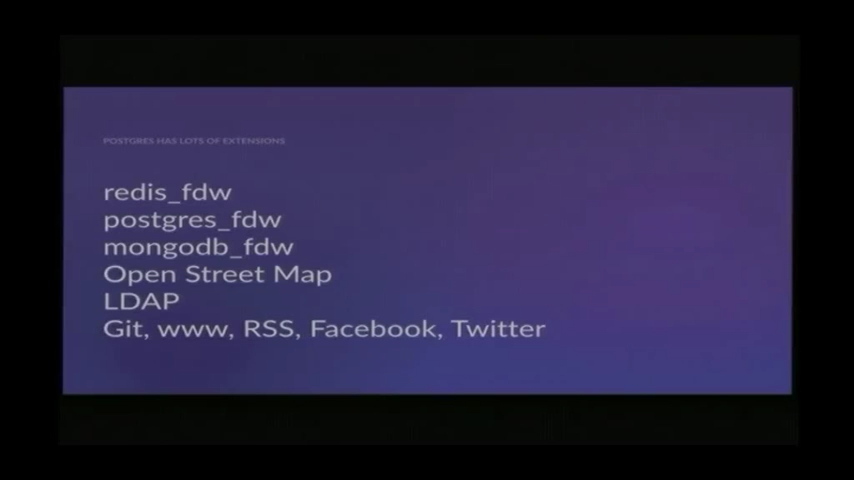 POSTGRES HAS LOTS OF EXTENSIONS
redis_fdw
postgres_fdw
mongodb_fdw
Open Street Map
LDAP
Git, www, RSS, Facebook, Twitter